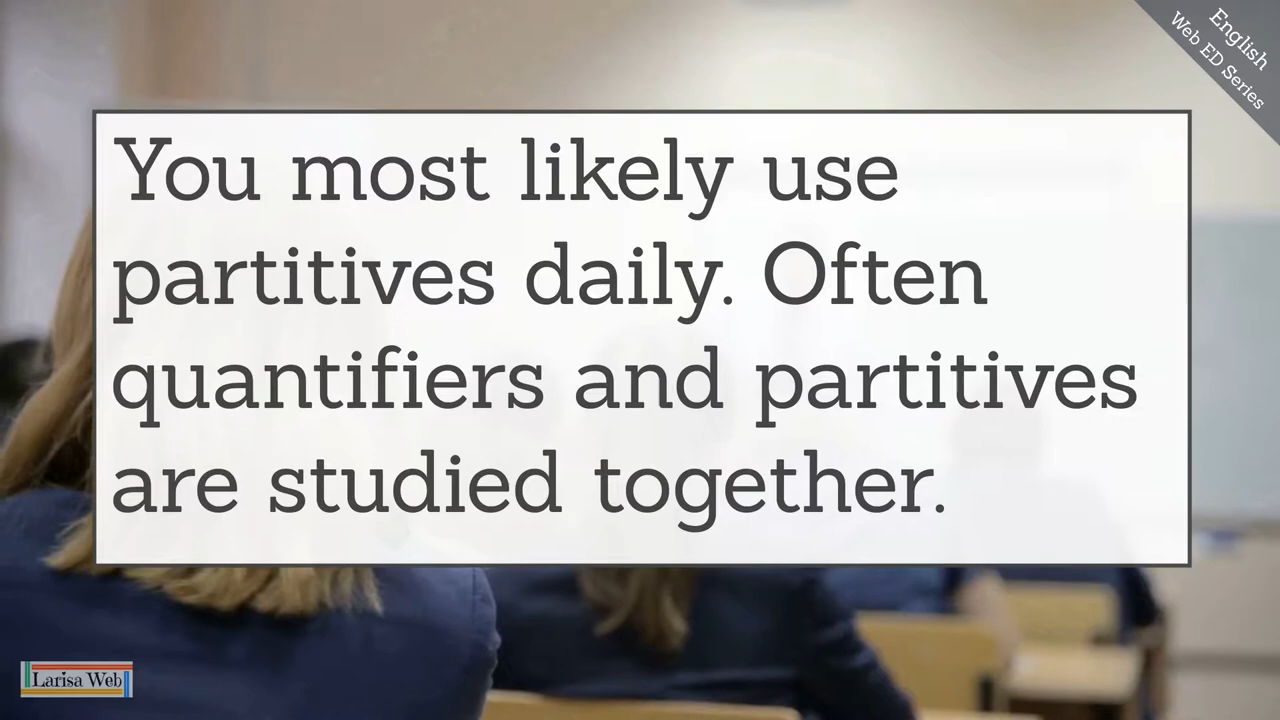 English
Web ED Series
You most likely use
partitives daily. Often
quantifiers and partitives
are studied together.
Larisa Web